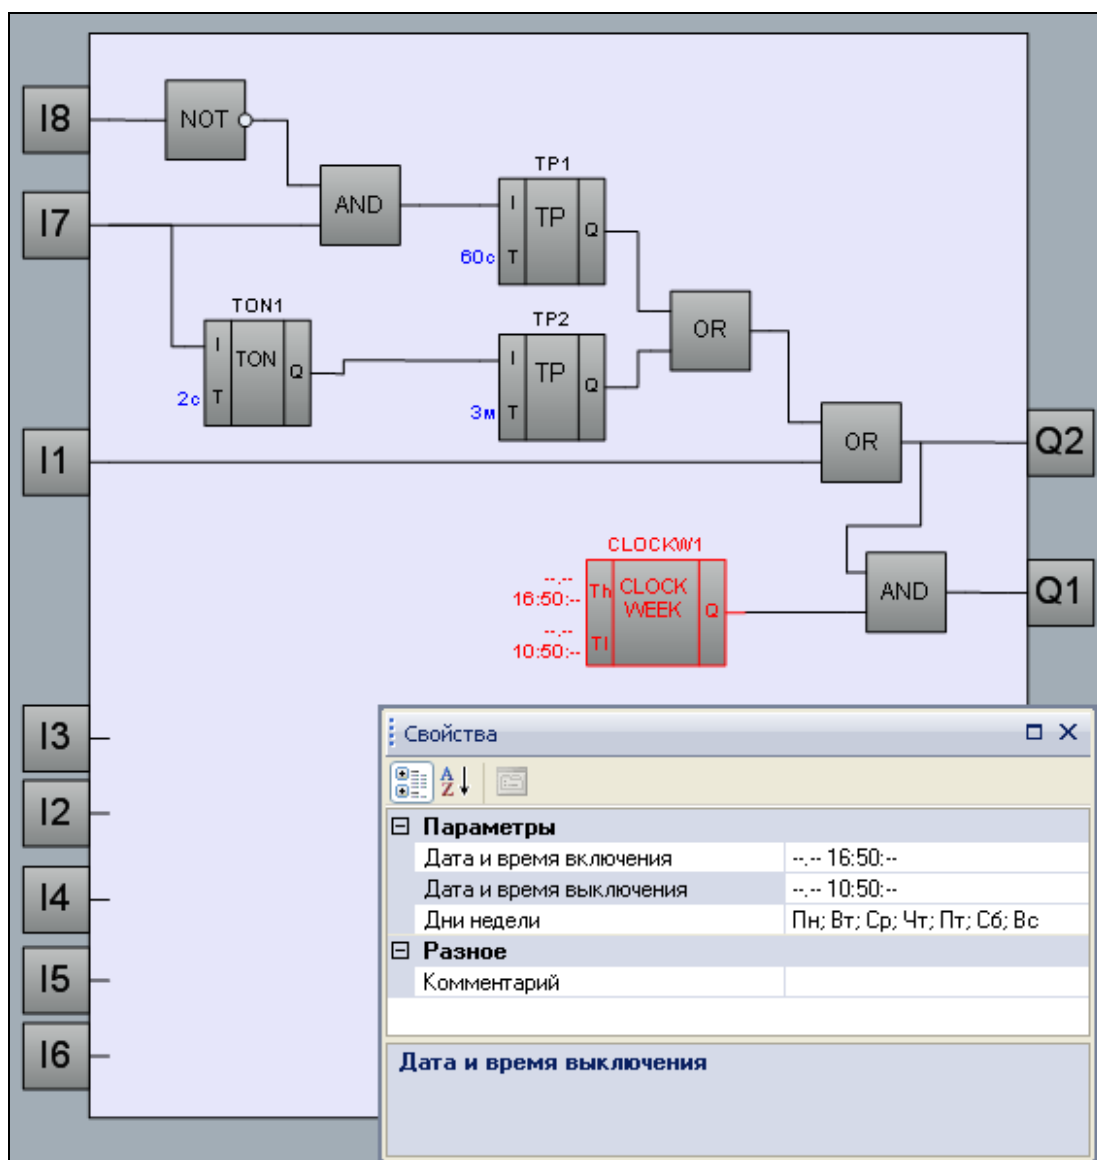 I8
NOT
I7
AND
TP1
I
TP
Q
60с
T
TON1
I
TON
Q
2с
T
TP2
I
TP
Q
3м
T
OR
I1
OR
Q2
CLOCKW1
--.--
16:50:--
Th
CLOCK
WEEK
Q
--.--
10:50:--
Tl
AND
Q1
I3
I2
I4
I5
I6
Свойства
A
Z
Параметры
Дата и время включения --.-- 16:50:--
Дата и время выключения --.-- 10:50:--
Дни недели Пн; Вт; Ср; Чт; Пт; Сб; Вс
Разное
Комментарий
Дата и время выключения